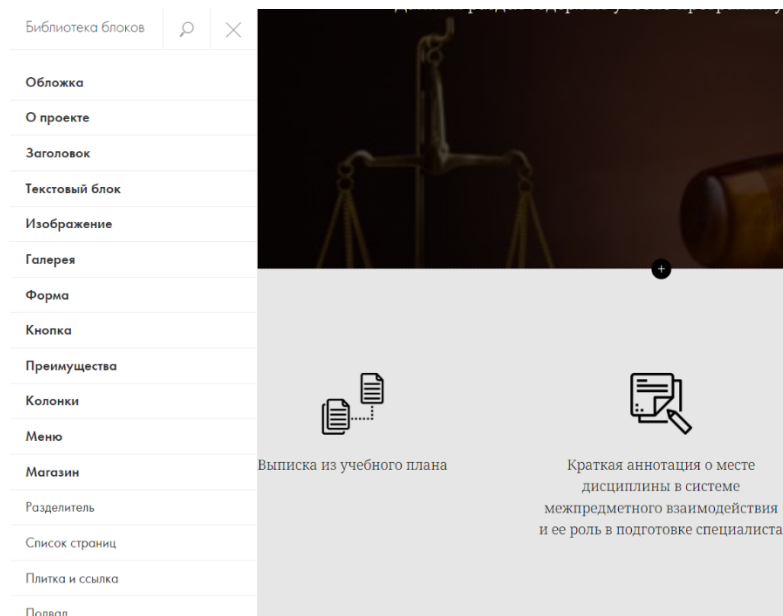 Библиотека блоков
Обложка
О проекте
Заголовок
Текстовый блок
Изображение
Галерея
Форма
Кнопка
Преимущества
Колонки
Меню
Магазин
Разделитель
Список страниц
Плитка и ссылка
Подвал
Выписка из учебного плана
Краткая аннотация о месте
дисциплины в системе
межпредметного взаимодействия
и ее роль в подготовке специалиста